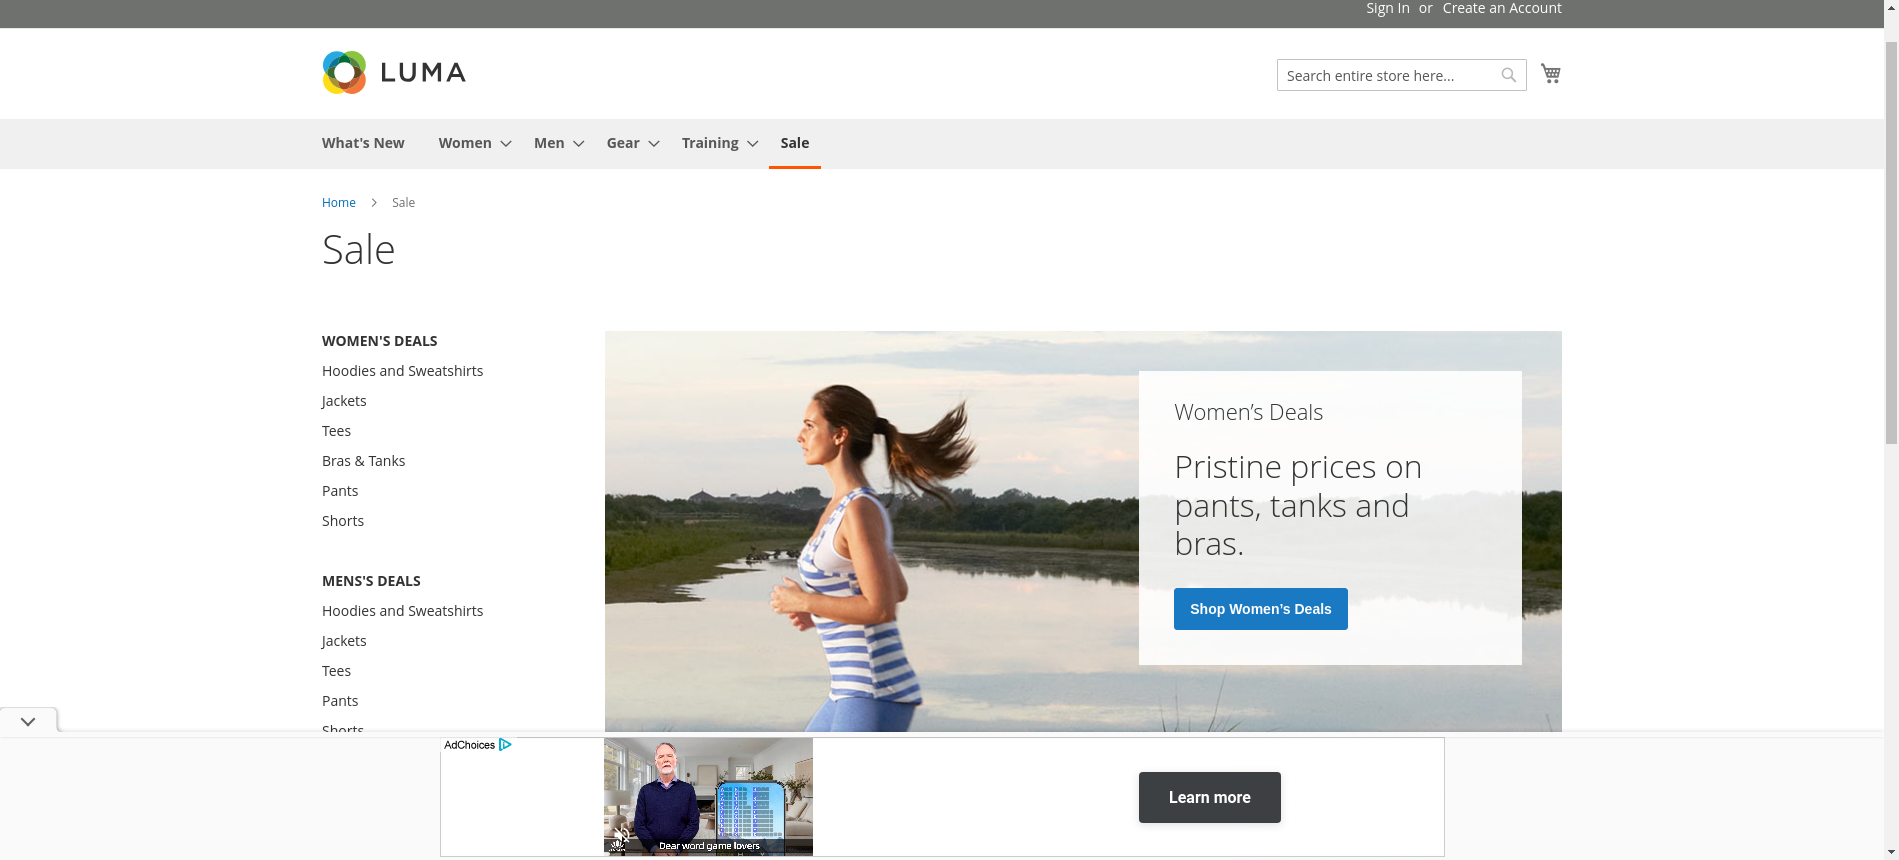 Sign In or Create an Account
LUMA
Search entire store here...
What's New Women Men Gear Training Sale
Home Sale
Sale
WOMEN'S DEALS
Hoodies and Sweatshirts
Jackets
Tees
Bras & Tanks
Pants
Shorts
MENS'S DEALS
Hoodies and Sweatshirts
Jackets
Tees
Pants
Shorts
Women’s Deals
Pristine prices on
pants, tanks and
bras.
Shop Women’s Deals
AdChoices
Dear word game lovers
Learn more